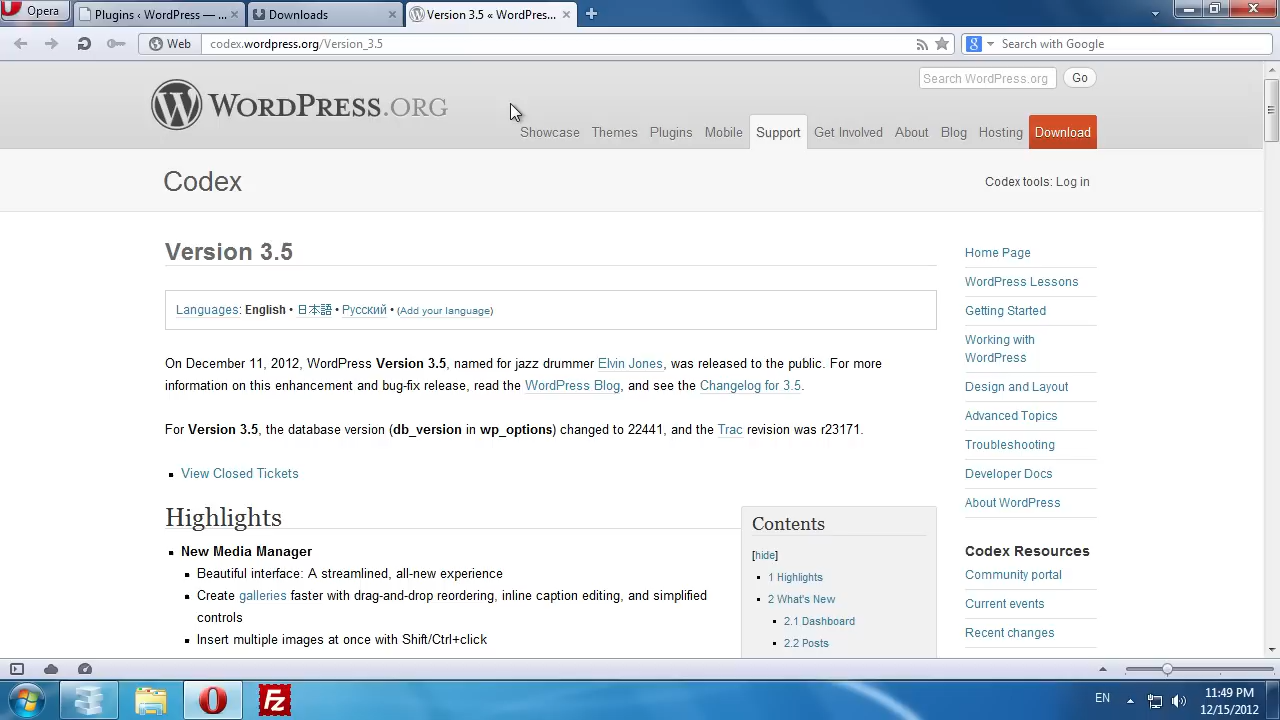 Opera
Plugins ‹ WordPress — ...
Downloads
Version 3.5 « WordPres...
Web
codex.wordpress.org/Version_3.5
Search with Google
WORDPRESS.ORG
Search WordPress.org
Go
Showcase Themes Plugins Mobile Support Get Involved About Blog Hosting Download
Codex
Codex tools: Log in
Version 3.5
Languages: English • 日本語 • Русский • (Add your language)
On December 11, 2012, WordPress Version 3.5, named for jazz drummer Elvin Jones, was released to the public. For more
information on this enhancement and bug-fix release, read the WordPress Blog, and see the Changelog for 3.5.
For Version 3.5, the database version (db_version in wp_options) changed to 22441, and the Trac revision was r23171.
View Closed Tickets
Highlights
New Media Manager
Beautiful interface: A streamlined, all-new experience
Create galleries faster with drag-and-drop reordering, inline caption editing, and simplified
controls
Insert multiple images at once with Shift/Ctrl+click
Contents
[hide]
1 Highlights
2 What's New
2.1 Dashboard
2.2 Posts
Home Page
WordPress Lessons
Getting Started
Working with
WordPress
Design and Layout
Advanced Topics
Troubleshooting
Developer Docs
About WordPress
Codex Resources
Community portal
Current events
Recent changes
EN
11:49 PM
12/15/2012